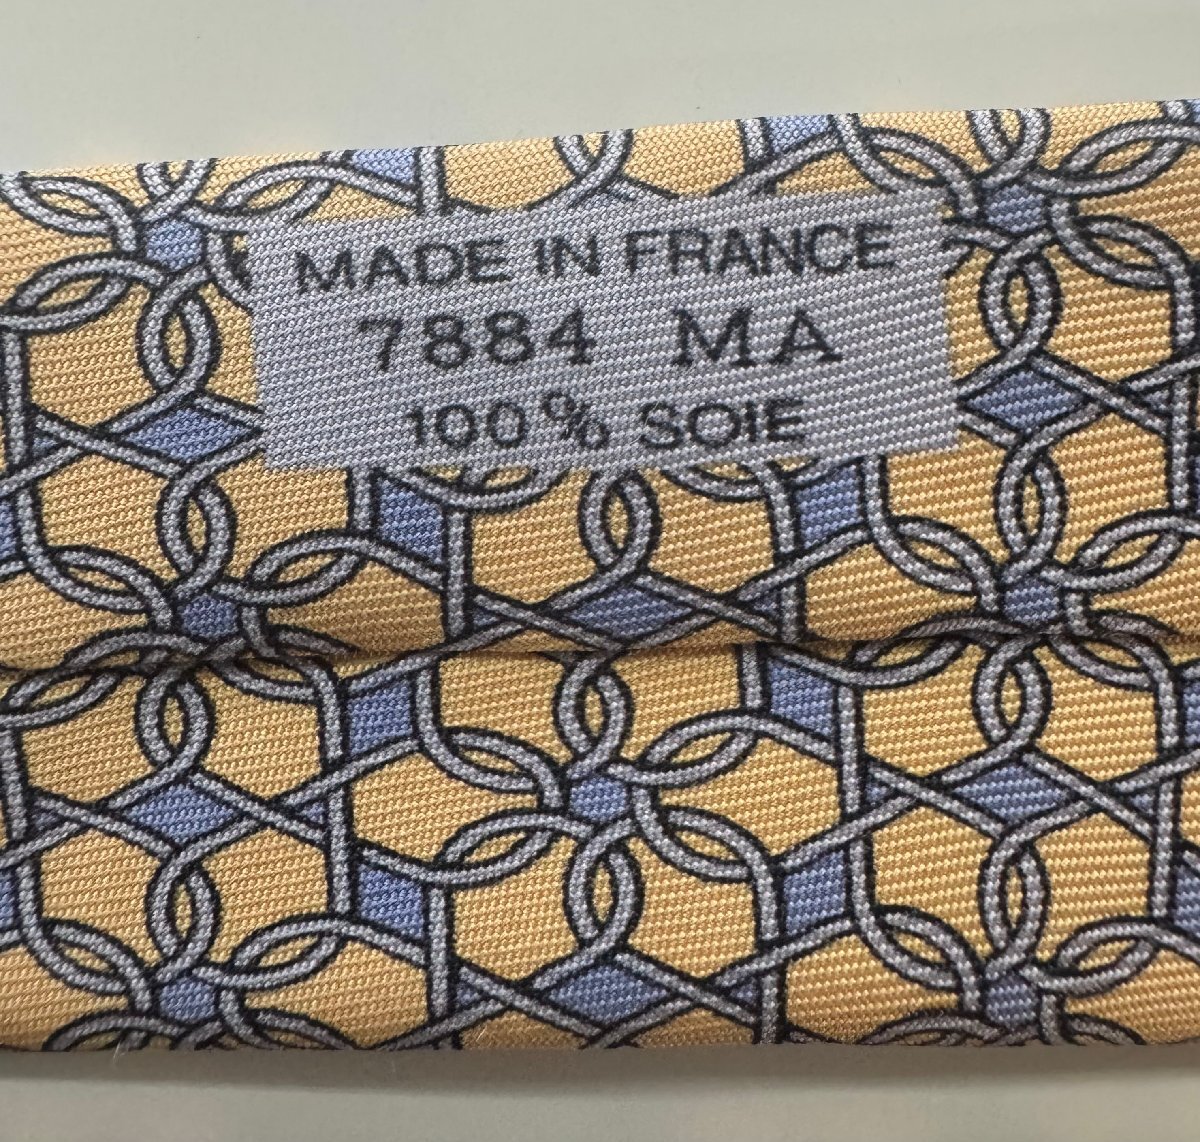 MADE IN FRANCE
7884 MA
100% SOIE